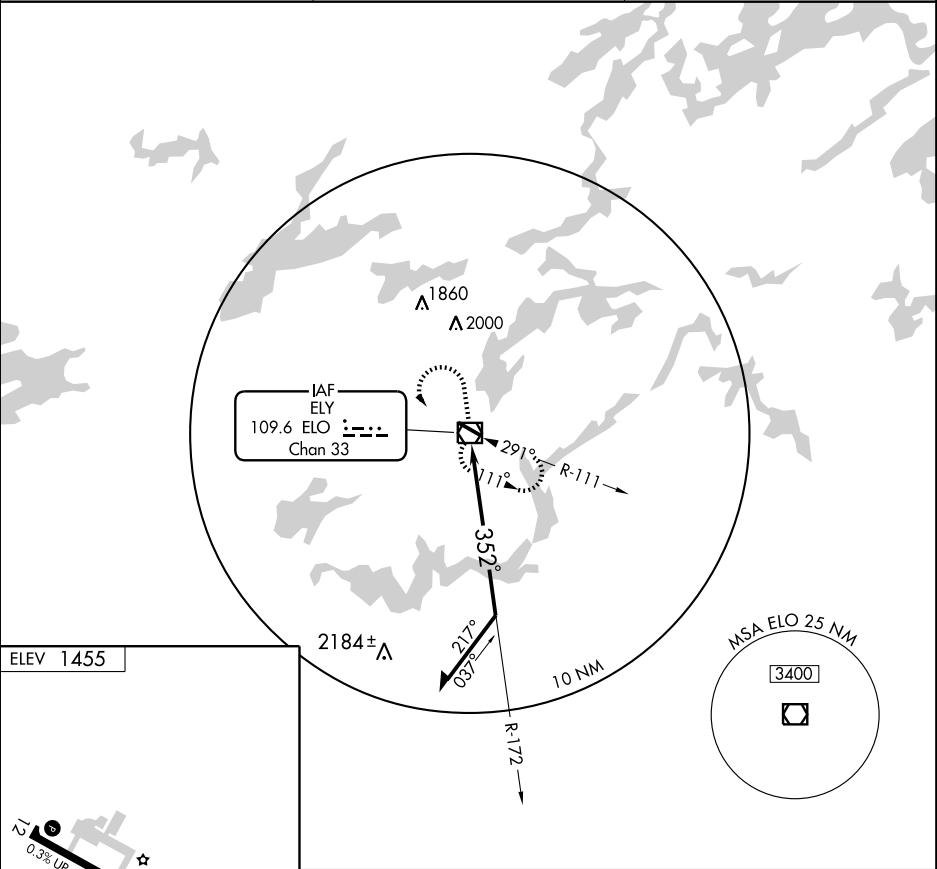 1860
2000
IAF
ELY
109.6 ELO
Chan 33
291°
R-111
111°
352°
2184±
217°
037°
10 NM
R-172
MSA ELO 25 NM
3400
ELEV 1455
12
P
0.3% UP